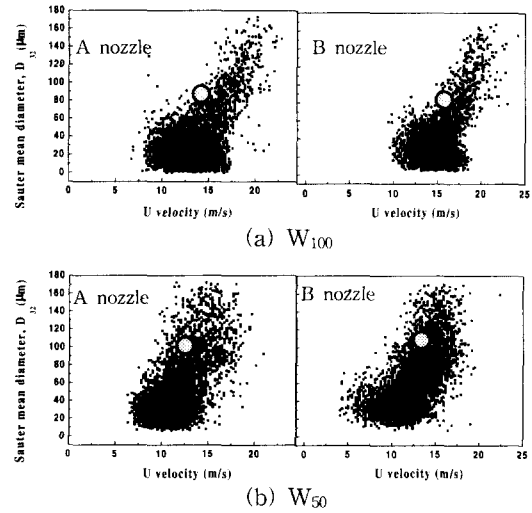 A nozzle
B nozzle
Sauter mean diameter, D32 (μm)
180
160
140
120
100
80
60
40
20
0
0 5 10 15 20
0 5 10 15 20 25
U velocity (m/s)
U velocity (m/s)
(a) W100
A nozzle
B nozzle
Sauter mean diameter, D32 (μm)
180
160
140
120
100
80
60
40
20
0
0 5 10 15 20
0 5 10 15 20 25
U velocity (m/s)
U velocity (m/s)
(b) W50